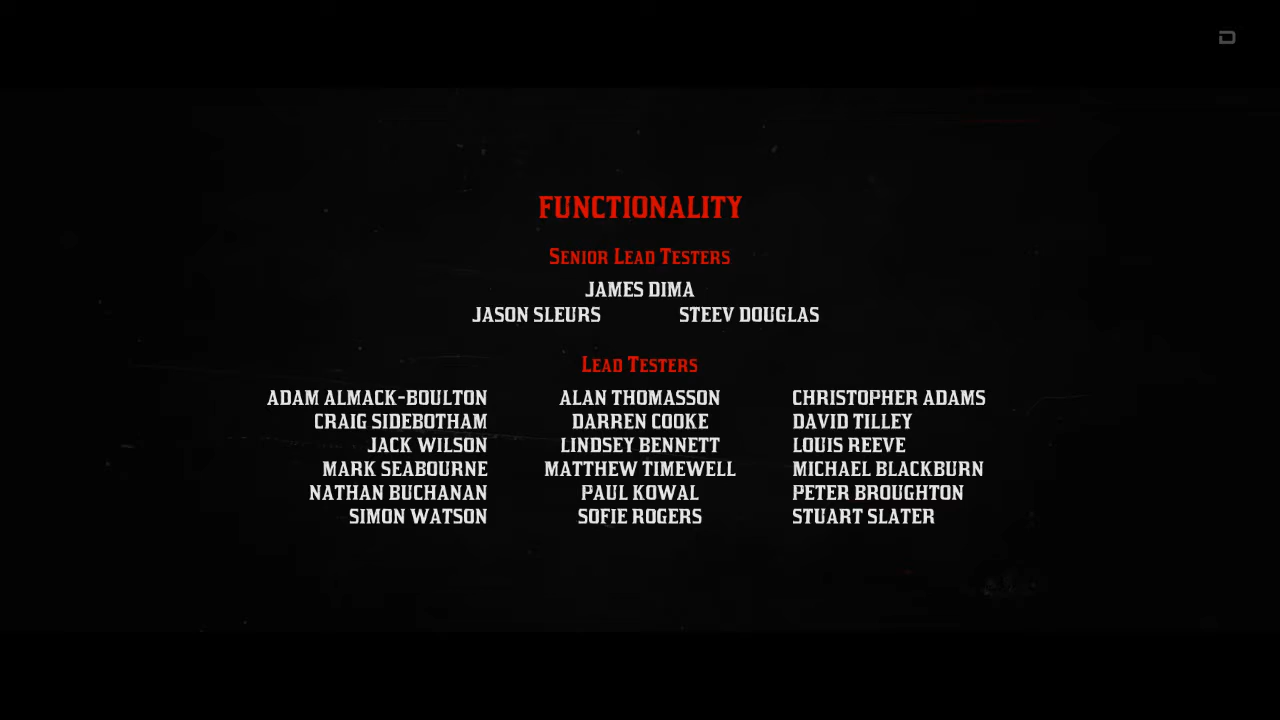 FUNCTIONALITY
SENIOR LEAD TESTERS
JAMES DIMA
JASON SLEURS STEEV DOUGLAS
LEAD TESTERS
ADAM ALMACK-BOULTON ALAN THOMASSON CHRISTOPHER ADAMS
CRAIG SIDEBOTHAM DARREN COOKE DAVID TILLEY
JACK WILSON LINDSEY BENNETT LOUIS REEVE
MARK SEABOURNE MATTHEW TIMEWELL MICHAEL BLACKBURN
NATHAN BUCHANAN PAUL KOWAL PETER BROUGHTON
SIMON WATSON SOFIE ROGERS STUART SLATER